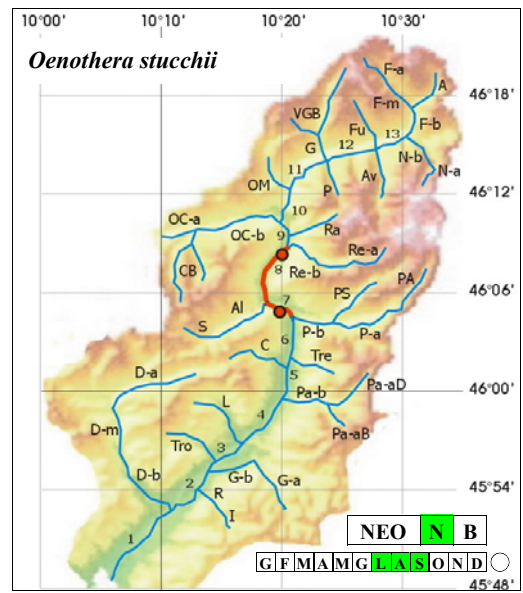 10°00' 10°10' 10°20' 10°30'
Oenothera stucchii
F-a
A
46°18'
F-m
VGB
F-b
Fu
13
G
12
N-b
11
N-a
OM
P
Av
46°12'
10
OC-a
Ra
OC-b
9
Re-a
CB
8
Re-b
PA
PS
46°06'
7
Al
S
P-b
P-a
6
C
Tre
D-a
5
Pa-aD
46°00'
Pa-b
L
D-m
4
Pa-aB
Tro
3
D-b
G-b
G-a
2
R
45°54'
I
1
NEO N B
G F M A M G L A S O N D
45°48'